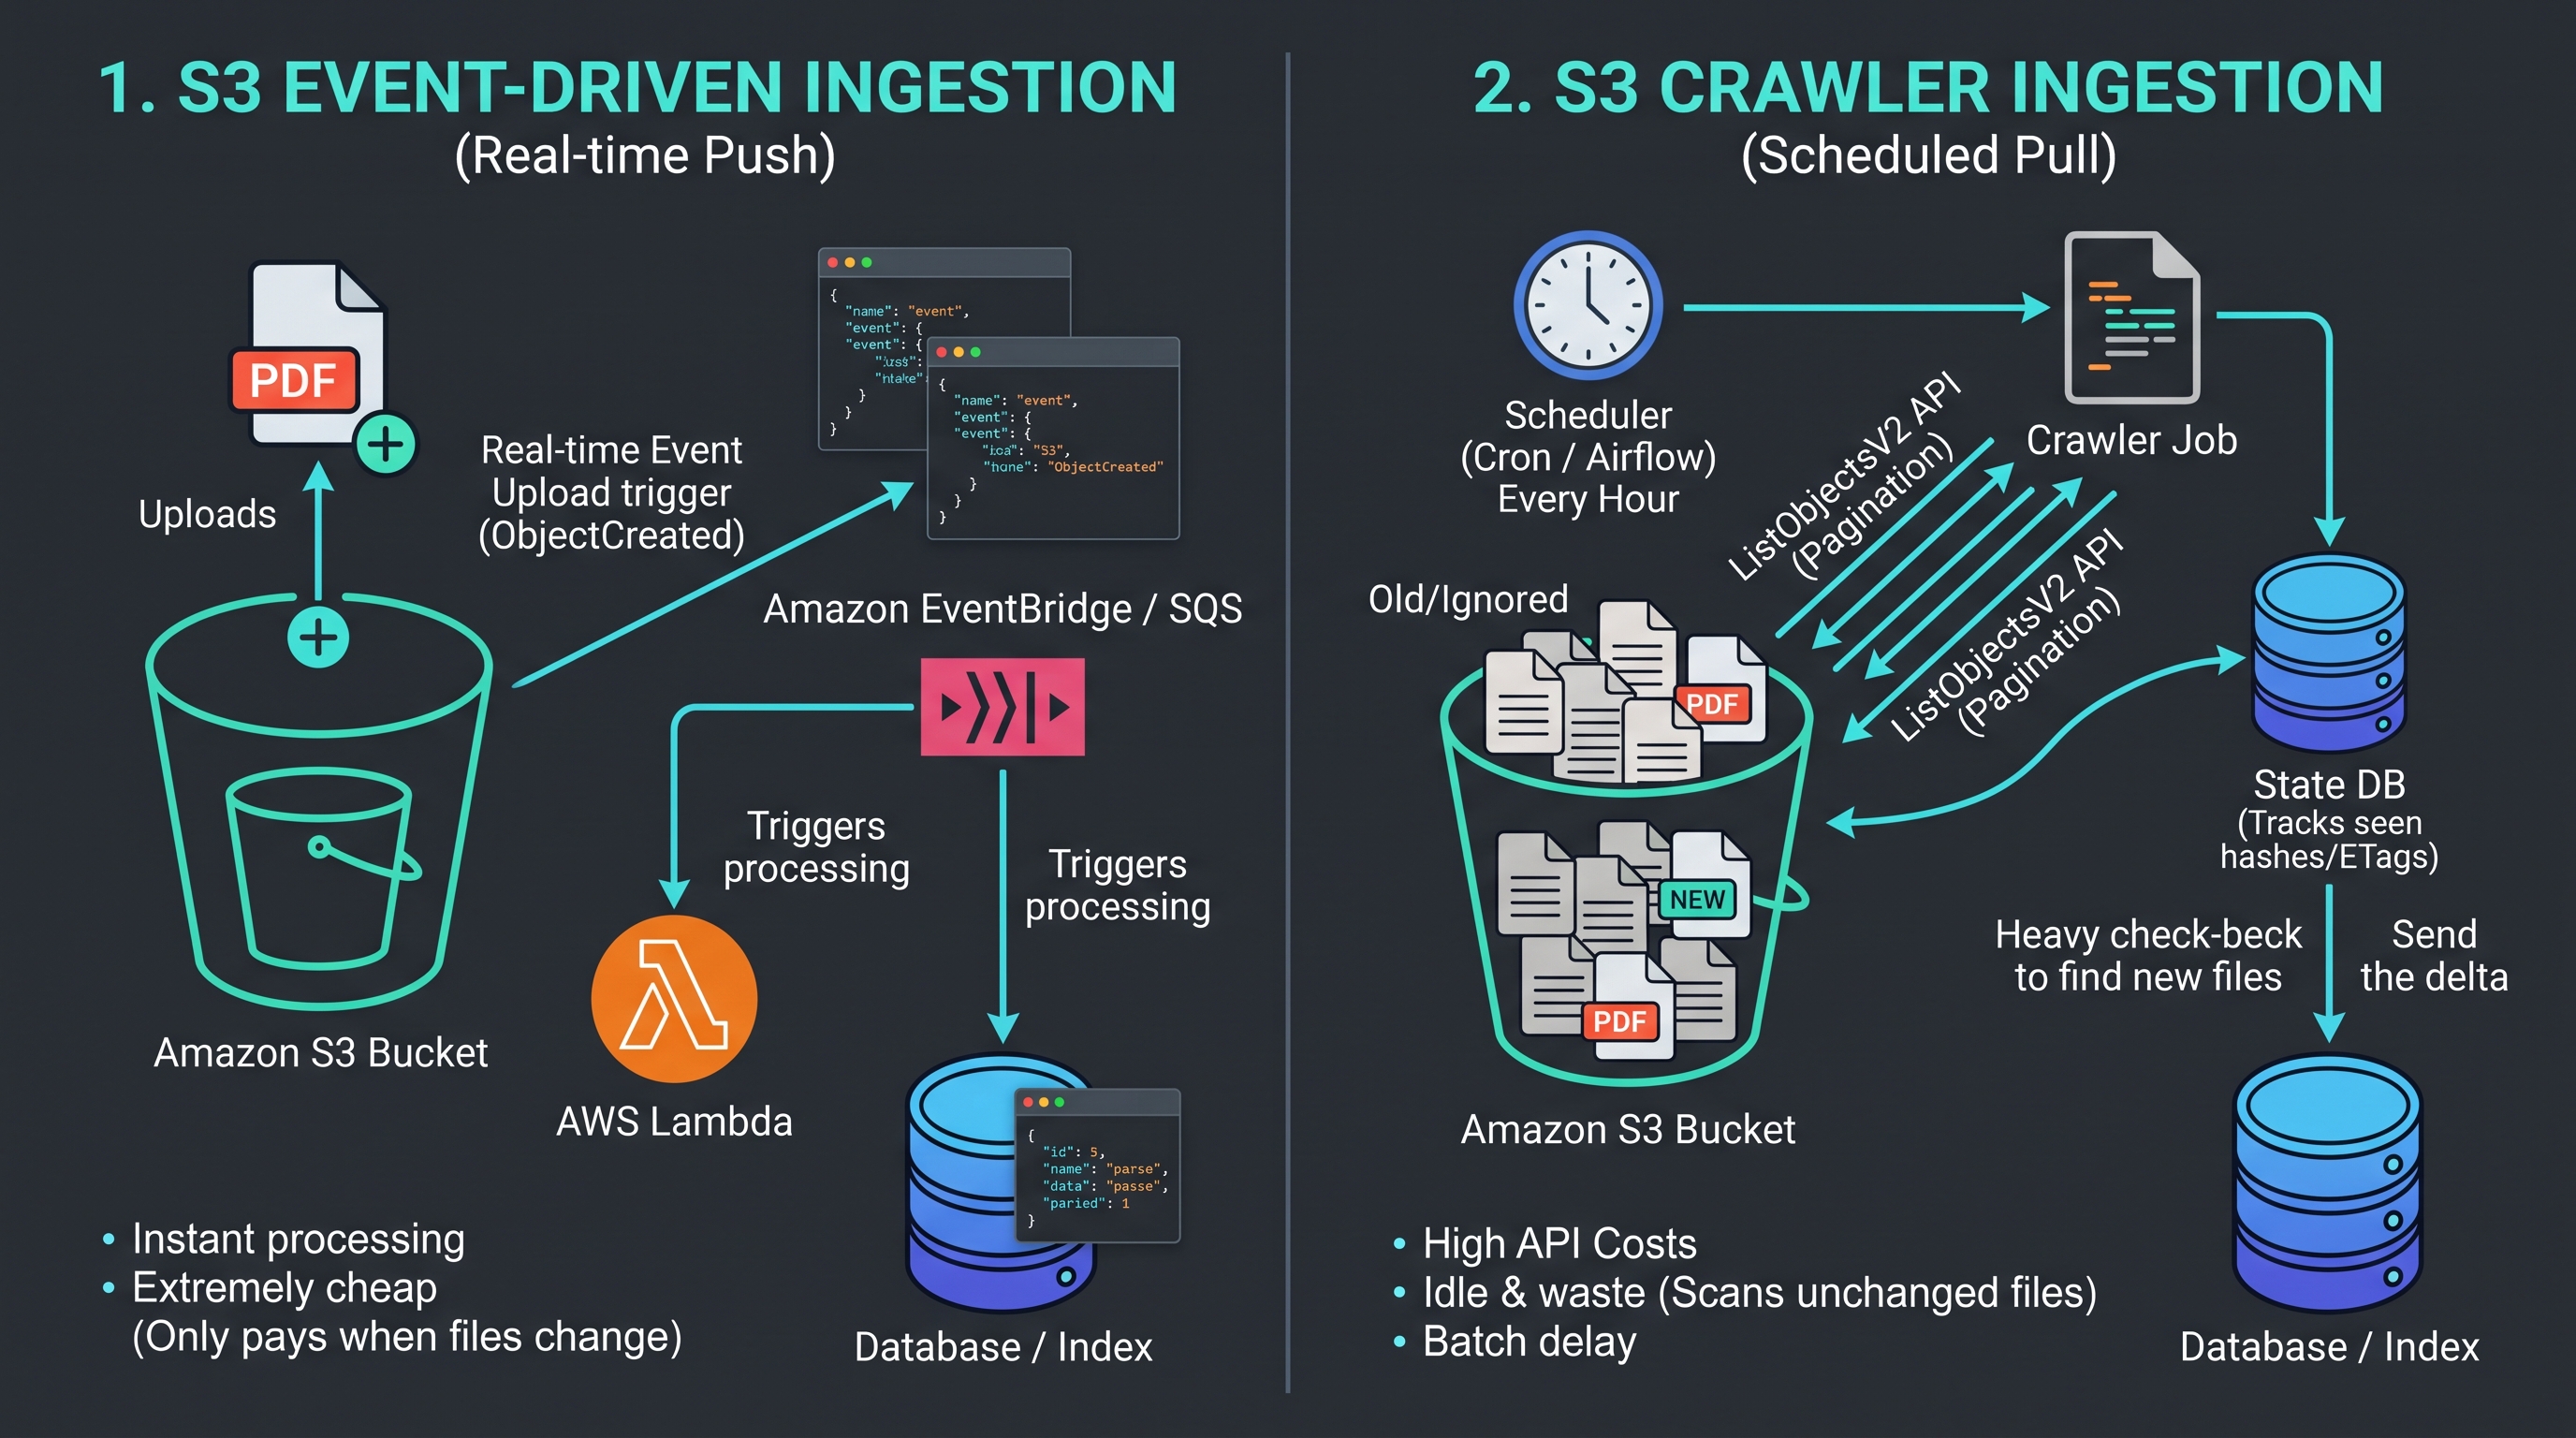 1. S3 EVENT-DRIVEN INGESTION
(Real-time Push)
PDF
Uploads
Real-time Event
Upload trigger
(ObjectCreated)
{
"name": "event",
"event": {
"event": {
}
}
}
{
"name": "event",
"event": {
"event": {
"S3",
"ObjectCreated"
}
}
}
Amazon EventBridge / SQS
Triggers
processing
Triggers
processing
Amazon S3 Bucket
AWS Lambda
{
"id": 5,
"name": "parse",
"data": "passe",
"paried": 1
}
Database / Index
• Instant processing
• Extremely cheap
(Only pays when files change)
2. S3 CRAWLER INGESTION
(Scheduled Pull)
Scheduler
(Cron / Airflow)
Every Hour
Crawler Job
ListObjectsV2 API
(Pagination)
ListObjectsV2 API
(Pagination)
Old/Ignored
PDF
NEW
PDF
Amazon S3 Bucket
State DB
(Tracks seen
hashes/ETags)
Heavy check-beck
to find new files
Send
the delta
Database / Index
• High API Costs
• Idle & waste (Scans unchanged files)
• Batch delay